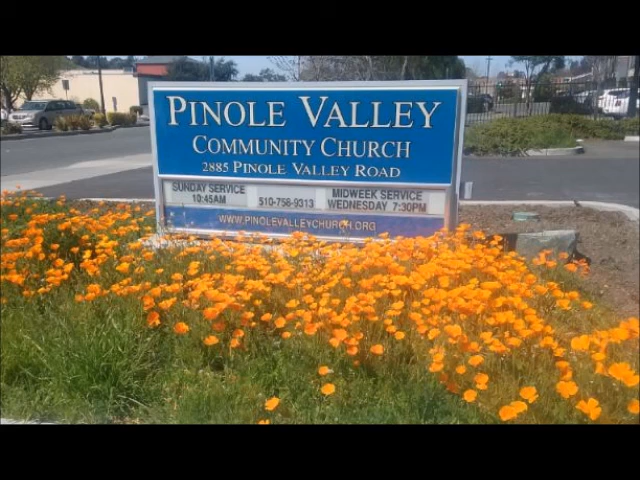 PINOLE VALLEY
COMMUNITY CHURCH
2885 PINOLE VALLEY ROAD
SUNDAY SERVICE
10:45AM
510-758-9313
MIDWEEK SERVICE
WEDNESDAY 7:30PM
WWW.PINOLEVALLEYCHURCH.ORG